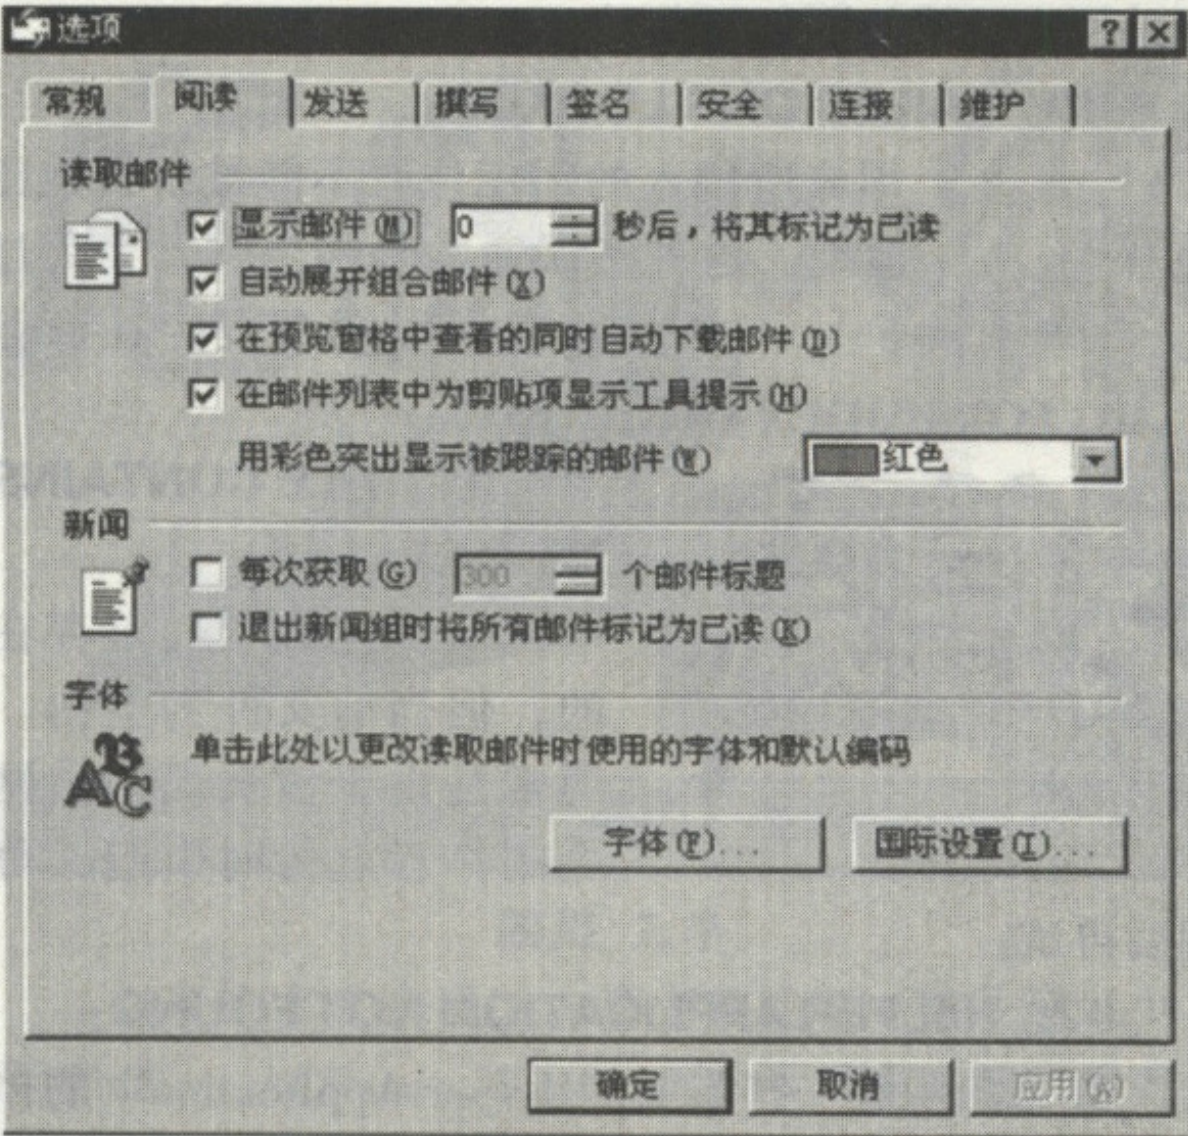 选项
常规 阅读 发送 撰写 签名 安全 连接 维护
读取邮件
显示邮件(M) 0 秒后，将其标记为已读
自动展开组合邮件(X)
在预览窗格中查看的同时自动下载邮件(D)
在邮件列表中为剪贴项显示工具提示(H)
用彩色突出显示被跟踪的邮件(W) 红色
新闻
每次获取(G) 300 个邮件标题
退出新闻组时将所有邮件标记为已读(K)
字体
单击此处以更改读取邮件时使用的字体和默认编码
字体(F)... 国际设置(I)...
确定 取消 应用(A)